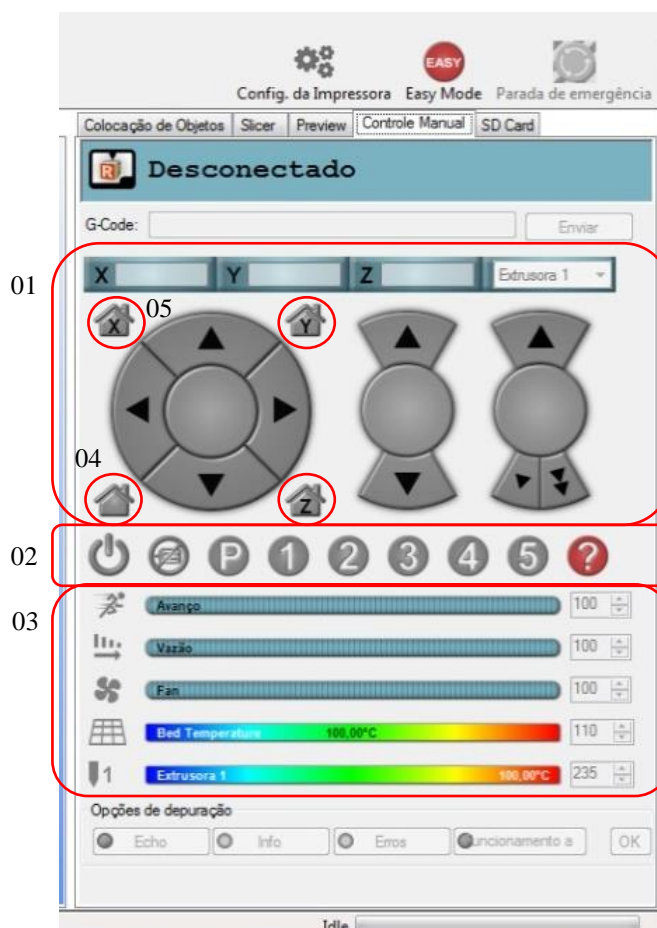 EASY
Config. da Impressora Easy Mode Parada de emergência
Colocação de Objetos Slicer Preview Controle Manual SD Card
R Desconectado
G-Code: Enviar
01
X Y Z Extrusora 1
X 05 Y
04
Z
02
P 1 2 3 4 5 ?
03
Avanço 100
Vazão 100
Fan 100
Bed Temperature 100,00°C 110
1 Extrusora 1 100,00°C 235
Opções de depuração
Echo Info Erros uncionamento a OK
Idle